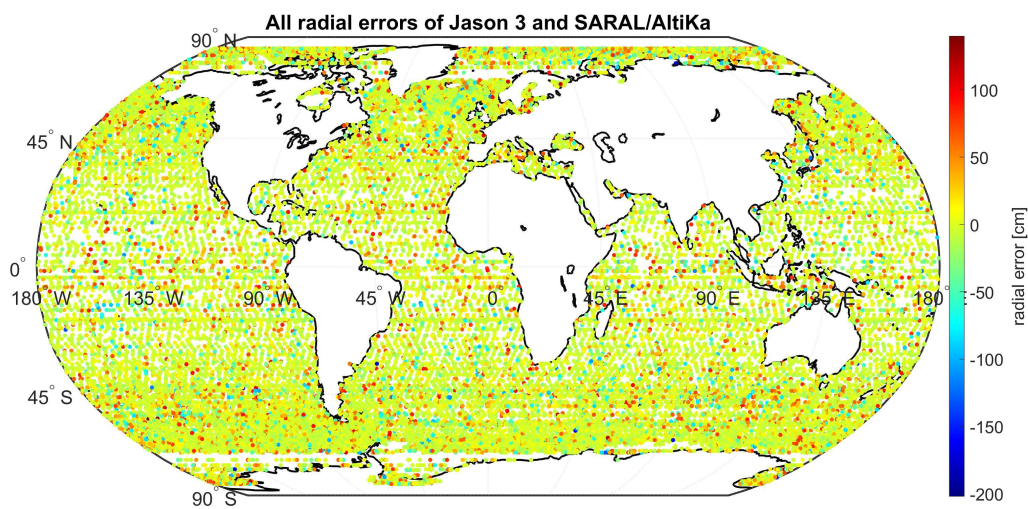 All radial errors of Jason 3 and SARAL/AltiKa
90° N
45° N
0°
180° W 135° W 90° W 45° W 0° 45° E 90° E 135° E 180°
45° S
90° S
100
50
0
-50
-100
-150
-200
radial error [cm]